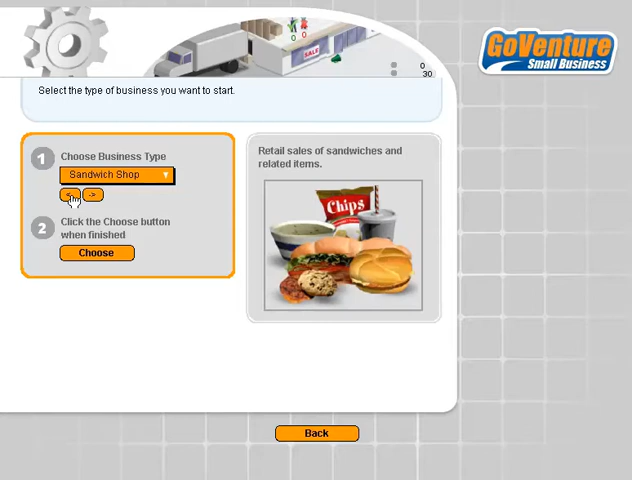 GoVenture
Small Business
SALE
0
0
0
30
Select the type of business you want to start.
1
Choose Business Type
Sandwich Shop
<-
->
2
Click the Choose button
when finished
Choose
Retail sales of sandwiches and
related items.
Chips
Back